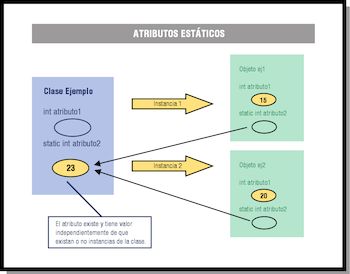 ATRIBUTOS ESTÁTICOS
Clase Ejemplo
int atributo1
static int atributo2
23
El atributo existe y tiene valor
independientemente de que
existan o no instancias de la clase.
Instancia 1
Instancia 2
Objeto ej1
int atributo1
15
static int atributo2
Objeto ej2
int atributo1
20
static int atributo2